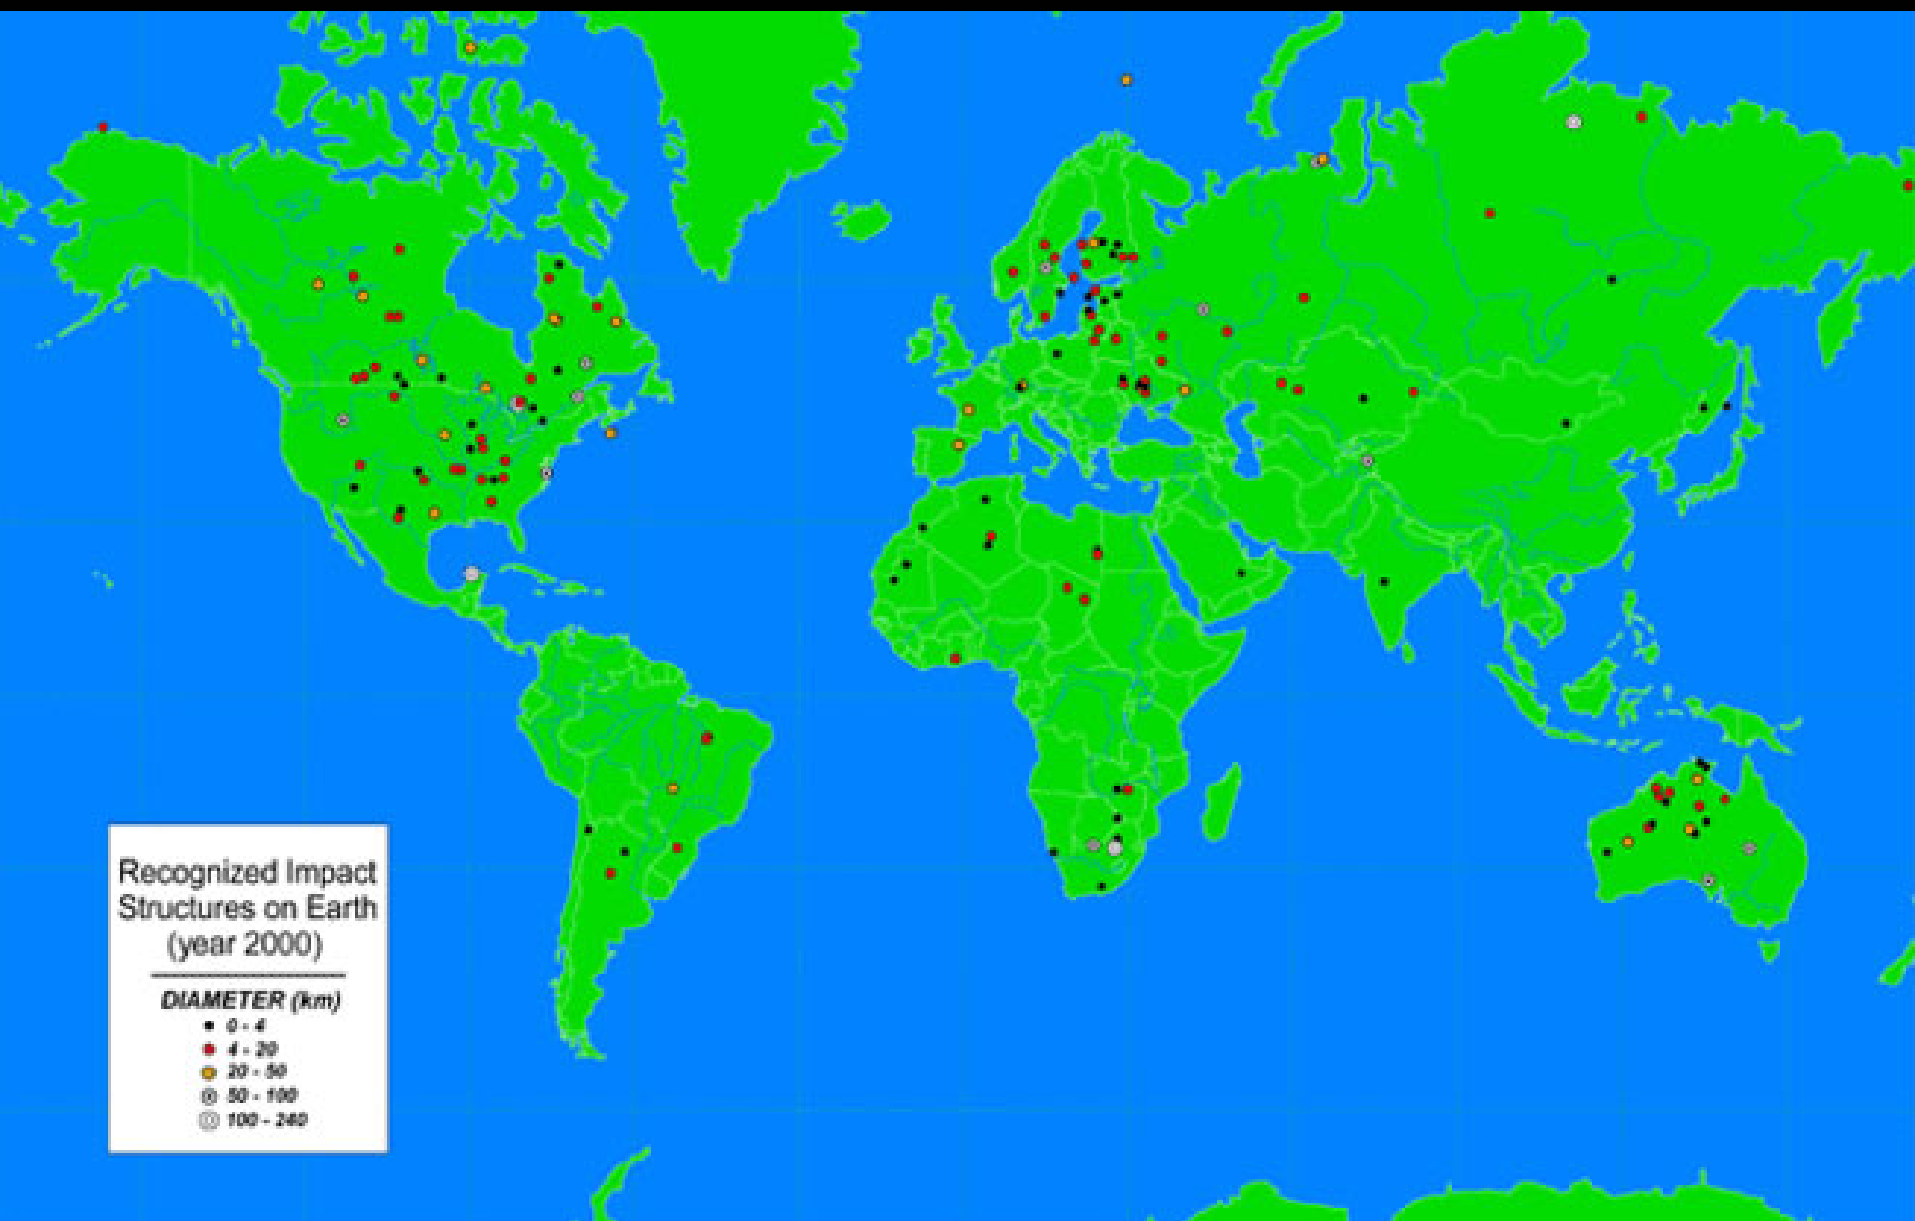 Recognized Impact
Structures on Earth
(year 2000)
DIAMETER (km)
0 - 4
4 - 20
20 - 50
50 - 100
100 - 240